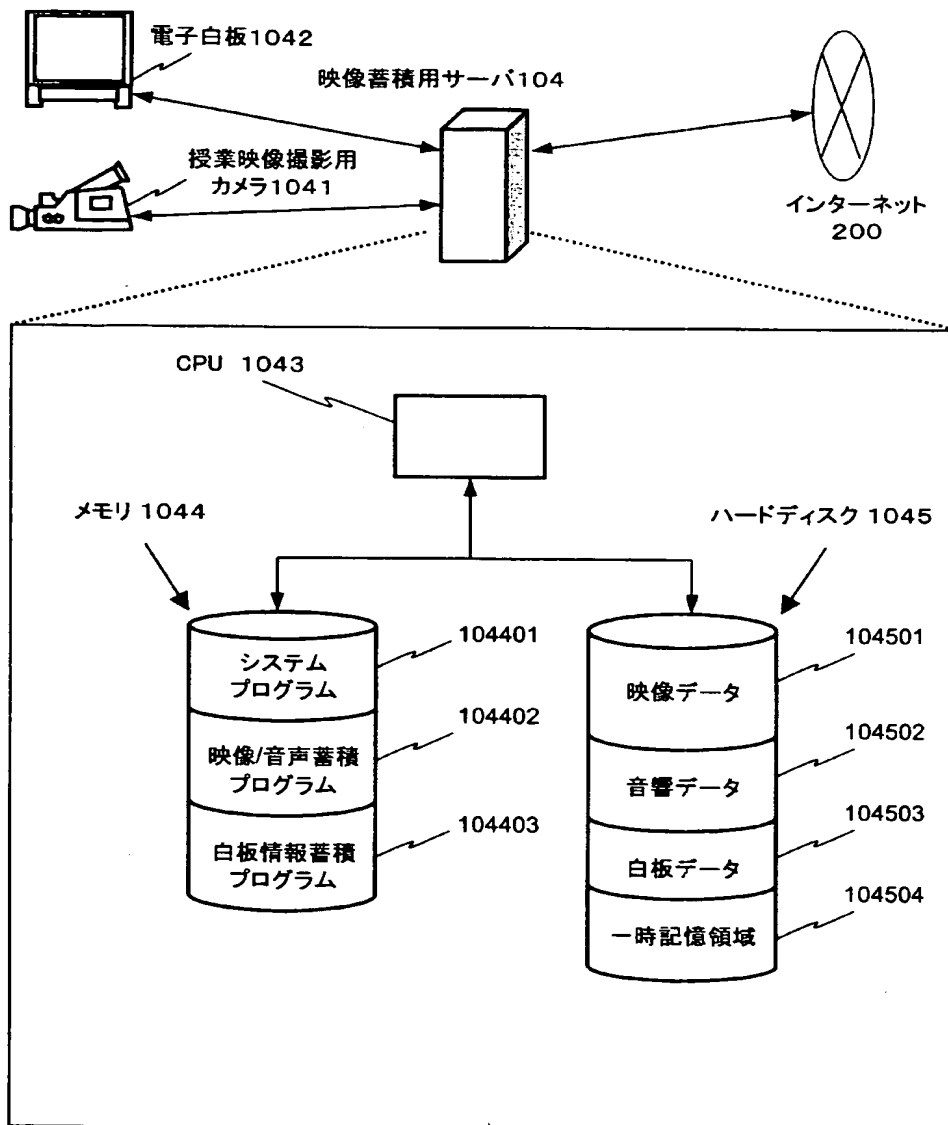 電子白板1042
映像蓄積用サーバ104
授業映像撮影用
カメラ1041
インターネット
200
CPU 1043
メモリ 1044
ハードディスク 1045
システム
プログラム
104401
映像/音声蓄積
プログラム
104402
白板情報蓄積
プログラム
104403
映像データ
104501
音響データ
104502
白板データ
104503
一時記憶領域
104504